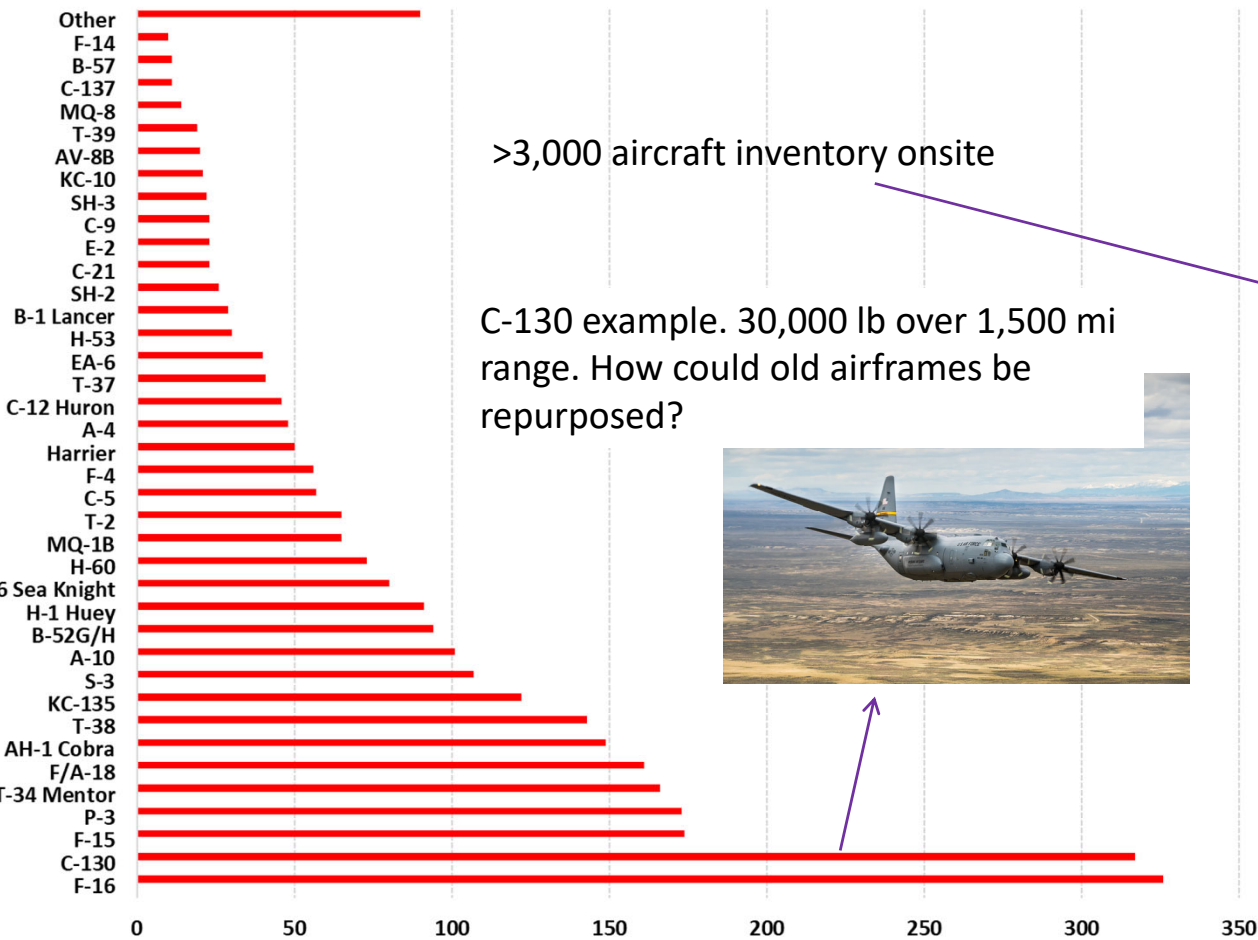 Other
F-14
B-57
C-137
MQ-8
T-39
AV-8B
KC-10
SH-3
C-9
E-2
C-21
SH-2
B-1 Lancer
H-53
EA-6
T-37
C-12 Huron
A-4
Harrier
F-4
C-5
T-2
MQ-1B
H-60
6 Sea Knight
H-1 Huey
B-52G/H
A-10
S-3
KC-135
T-38
AH-1 Cobra
F/A-18
T-34 Mentor
P-3
F-15
C-130
F-16
0 50 100 150 200 250 300 350
>3,000 aircraft inventory onsite
C-130 example. 30,000 lb over 1,500 mi
range. How could old airframes be
repurposed?